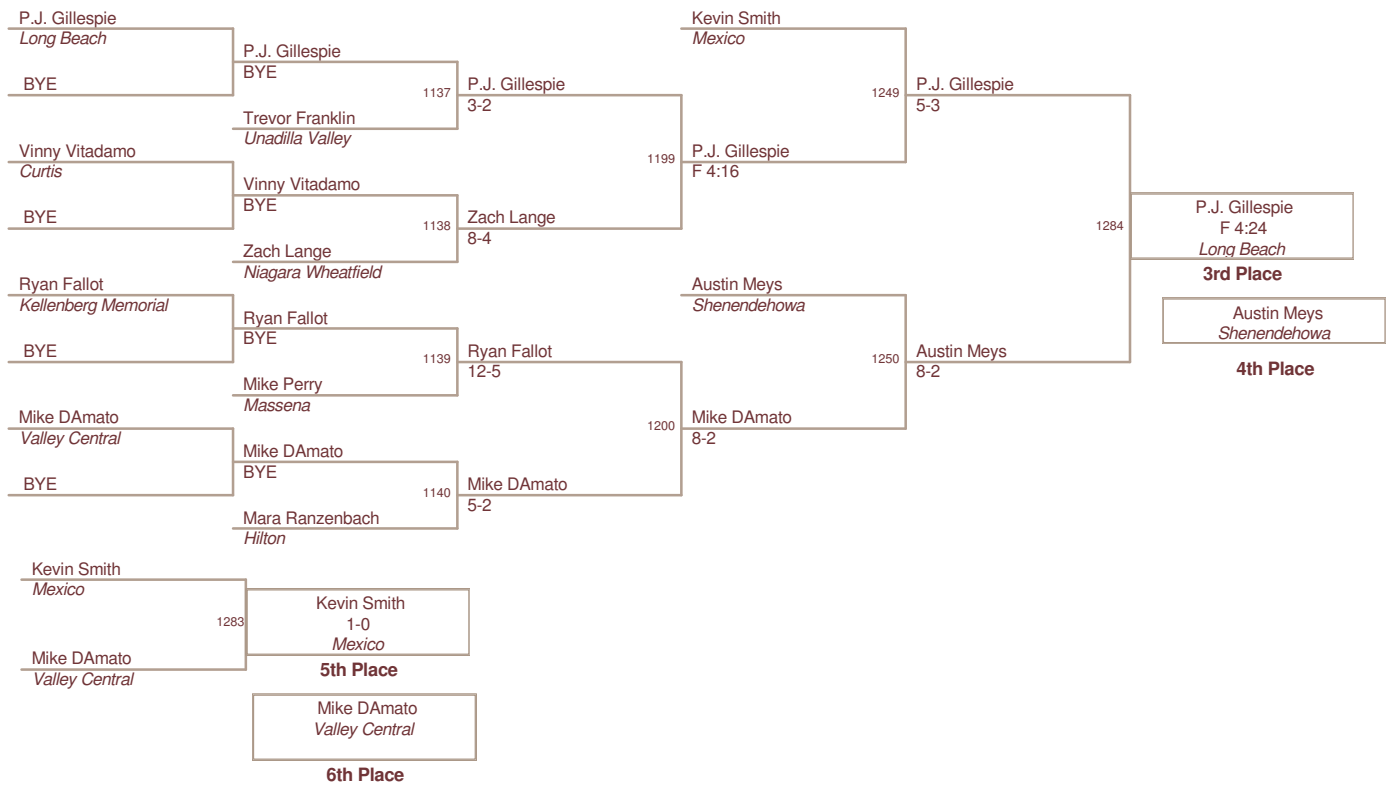 P.J. Gillespie
Long Beach
BYE
Vinny Vitadamo
Curtis
BYE
Ryan Fallot
Kellenberg Memorial
BYE
Mike DAmato
Valley Central
BYE
P.J. Gillespie
BYE
1137
Trevor Franklin
Unadilla Valley
Vinny Vitadamo
BYE
1138
Zach Lange
Niagara Wheatfield
Ryan Fallot
BYE
1139
Mike Perry
Massena
Mike DAmato
BYE
1140
Mara Ranzenbach
Hilton
P.J. Gillespie
3-2
1199
Zach Lange
8-4
Ryan Fallot
12-5
1200
Mike DAmato
5-2
Kevin Smith
Mexico
1249
P.J. Gillespie
F 4:16
Austin Meys
Shenendehowa
1250
Mike DAmato
8-2
P.J. Gillespie
5-3
1284
Austin Meys
8-2
P.J. Gillespie
F 4:24
Long Beach
3rd Place
Austin Meys
Shenendehowa
4th Place
Kevin Smith
Mexico
1283
Mike DAmato
Valley Central
Kevin Smith
1-0
Mexico
5th Place
Mike DAmato
Valley Central
6th Place